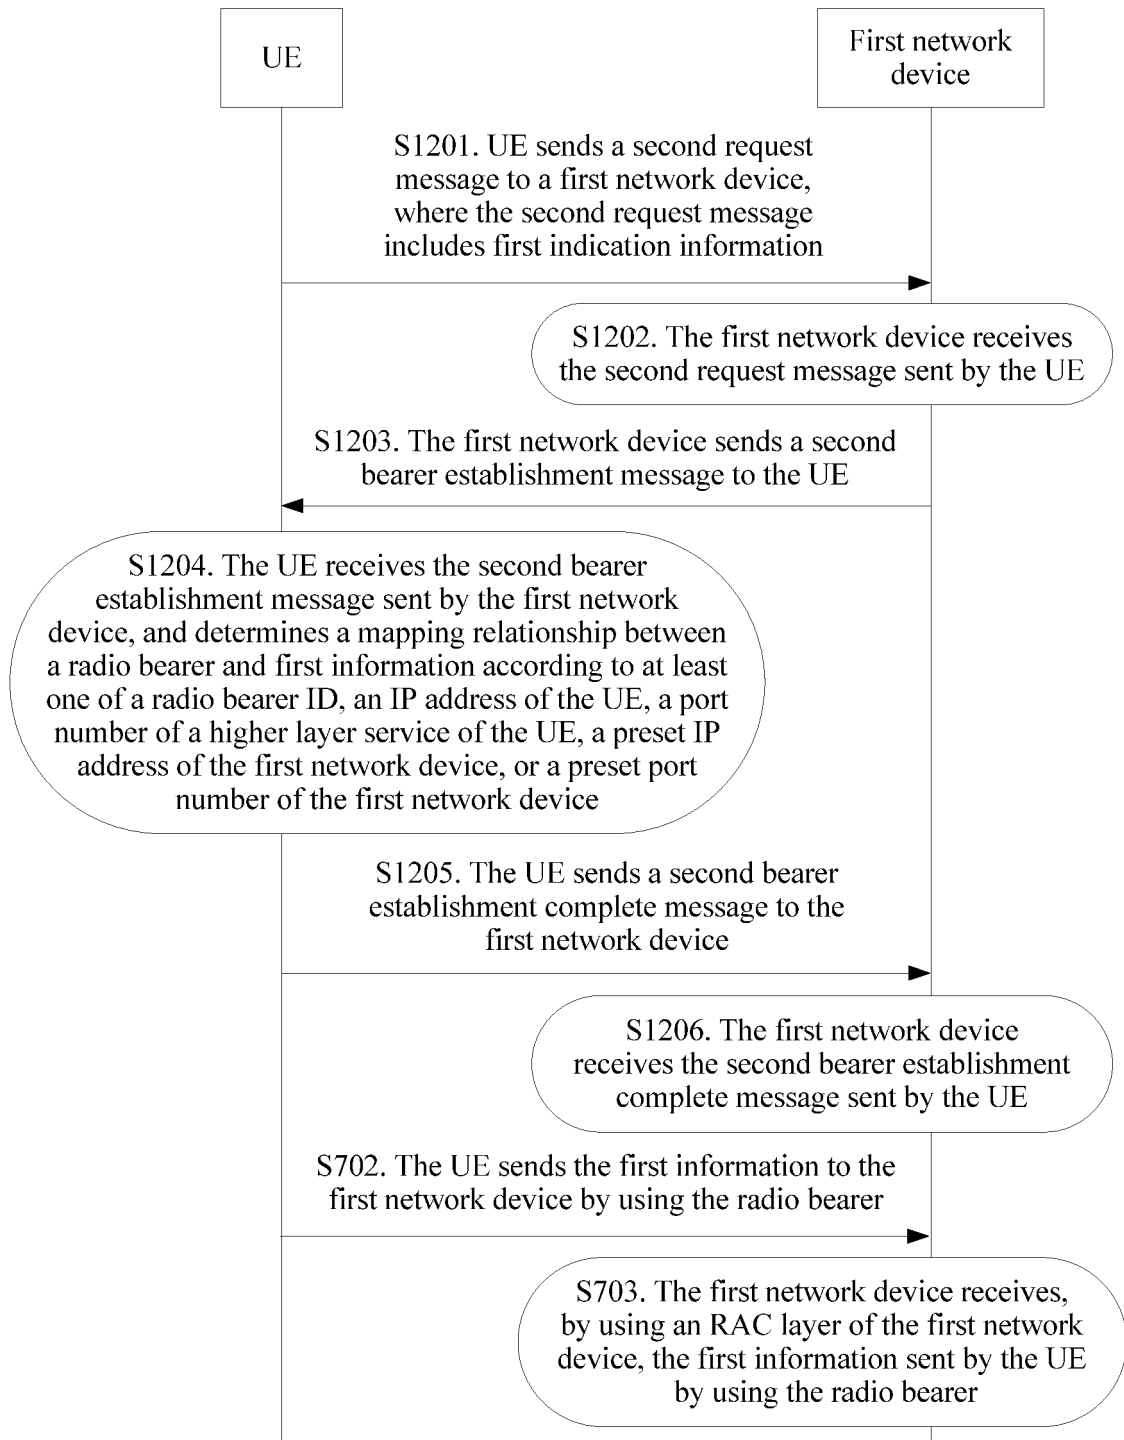 UE
First network
device
S1201. UE sends a second request
message to a first network device,
where the second request message
includes first indication information
S1202. The first network device receives
the second request message sent by the UE
S1203. The first network device sends a second
bearer establishment message to the UE
S1204. The UE receives the second bearer
establishment message sent by the first network
device, and determines a mapping relationship between
a radio bearer and first information according to at least
one of a radio bearer ID, an IP address of the UE, a port
number of a higher layer service of the UE, a preset IP
address of the first network device, or a preset port
number of the first network device
S1205. The UE sends a second bearer
establishment complete message to the
first network device
S1206. The first network device
receives the second bearer establishment
complete message sent by the UE
S702. The UE sends the first information to the
first network device by using the radio bearer
S703. The first network device receives,
by using an RAC layer of the first network
device, the first information sent by the UE
by using the radio bearer